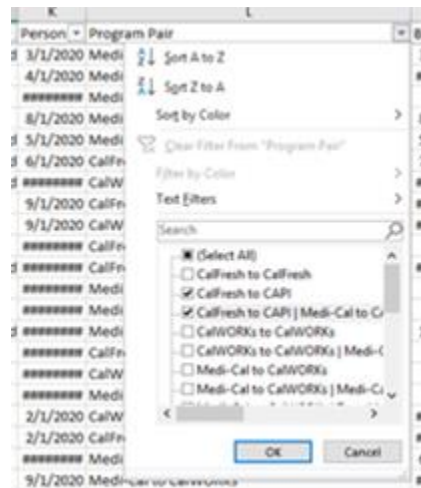 K L
Person Program Pair
3/1/2020 Medi
4/1/2020 Medi
######## Medi
8/1/2020 Medi
5/1/2020 Medi
6/1/2020 CalFre
######## CalW
9/1/2020 CalFr
9/1/2020 CalW
######## CalFr
######## CalFr
######## Medi
######## Medi
######## Medi
######## CalFr
######## CalW
######## Medi
2/1/2020 CalW
2/1/2020 CalFr
######## Medi
9/1/2020 Medi-Cal to CalWORKs
Sort A to Z
Sort Z to A
Sort by Color
Clear Filter From "Program Pair"
Filter by Color
Text Filters
Search
(Select All)
CalFresh to CalFresh
CalFresh to CAPI
CalFresh to CAPI | Medi-Cal to CA
CalWORKs to CalWORKs
CalWORKs to CalWORKs | Medi-C
Medi-Cal to CalWORKs
Medi-Cal to CalWORKs | Medi-Ca
OK Cancel